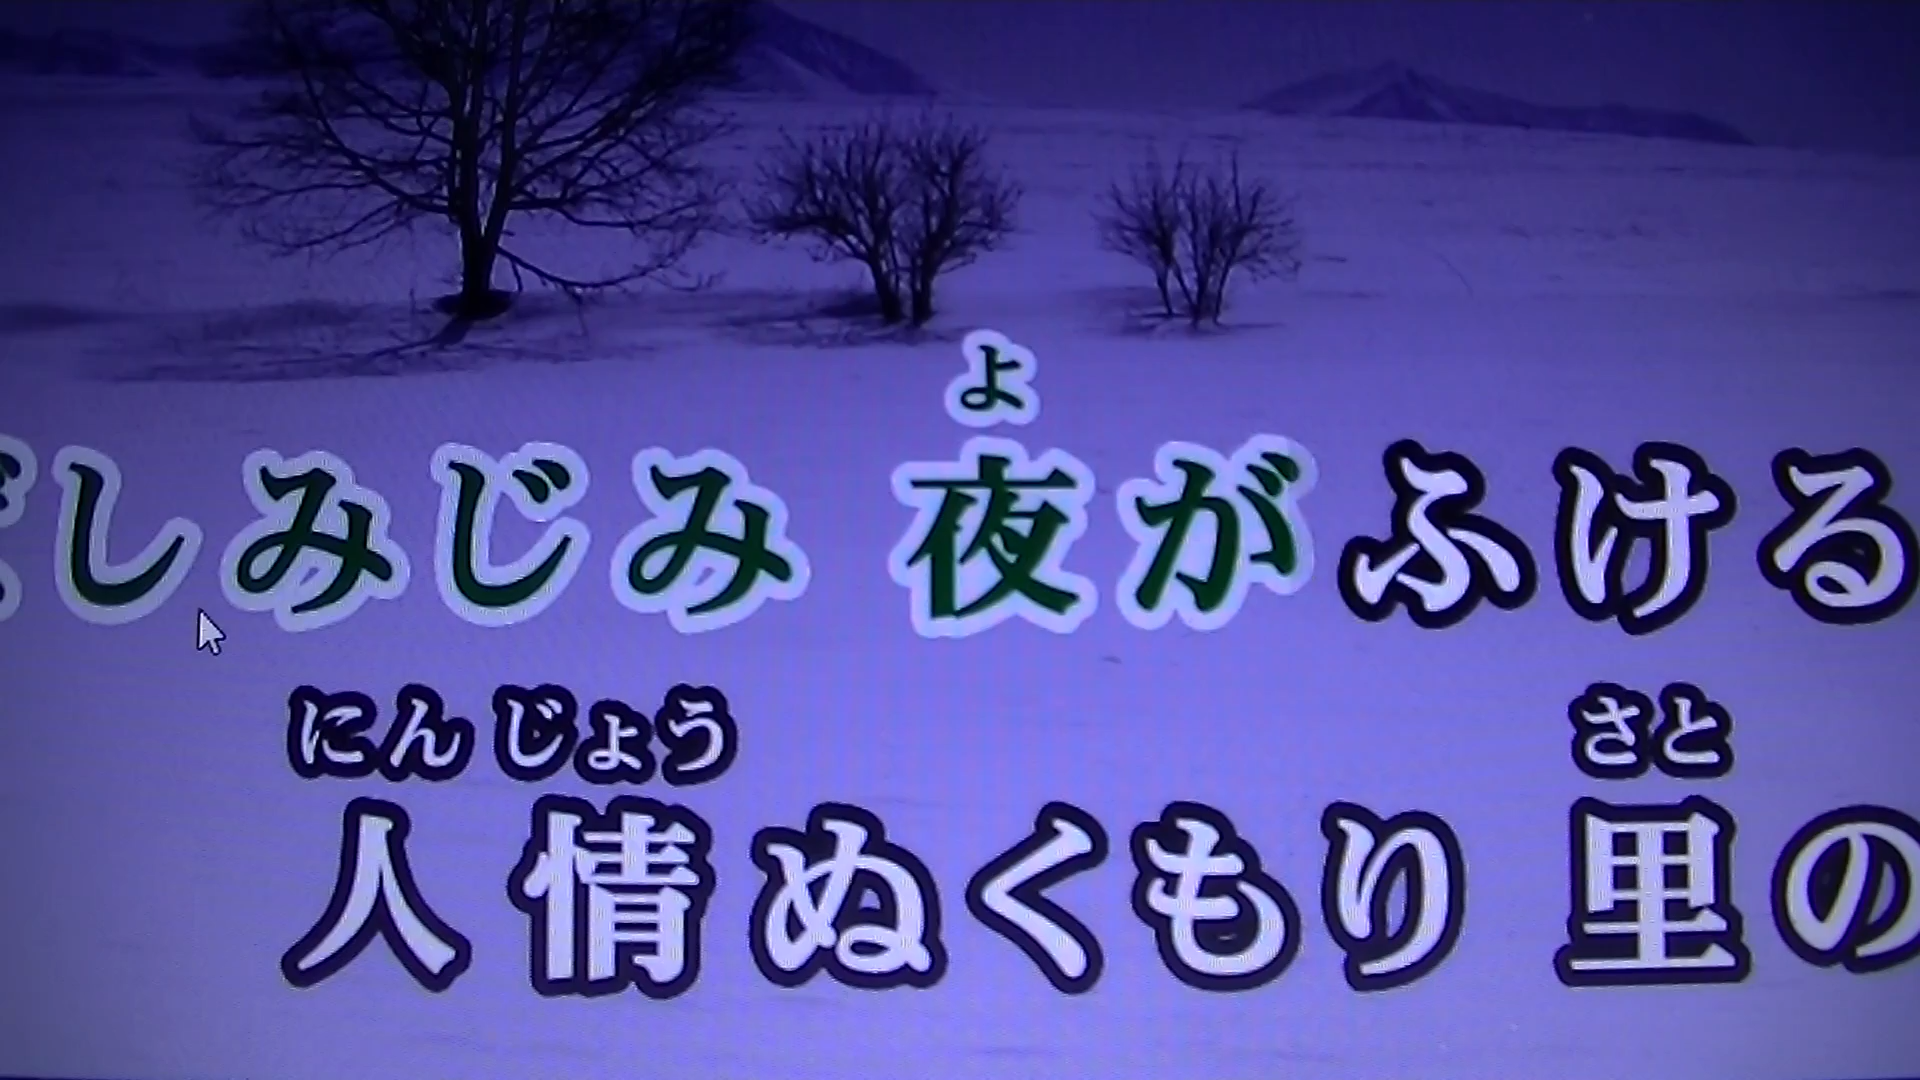 よ
しみじみ 夜がふける
にんじょう さと
人情ぬくもり 里の